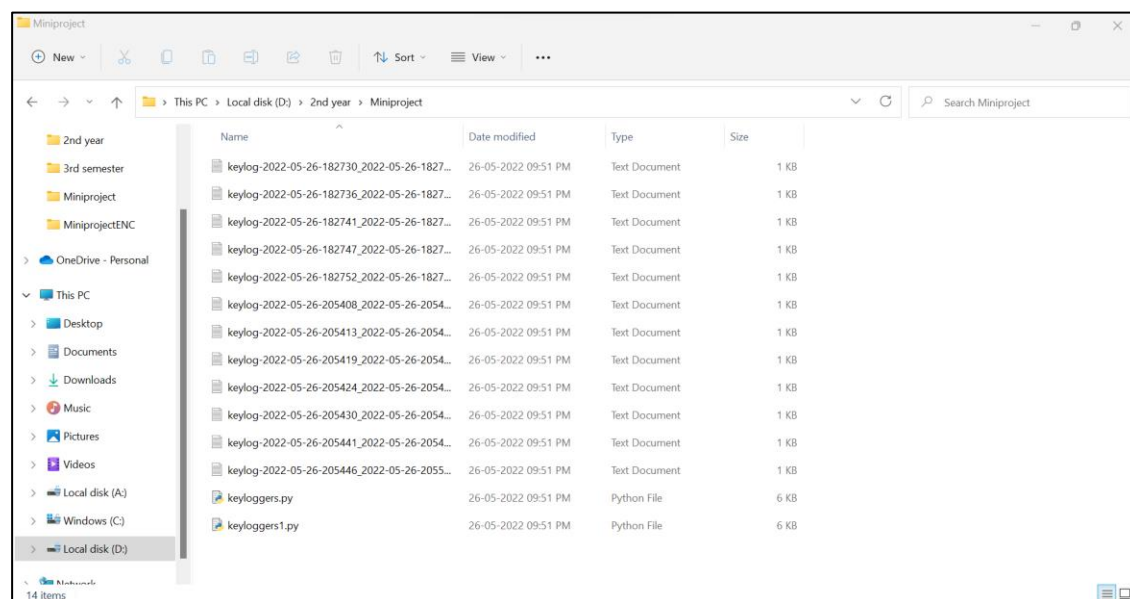 Miniproject
New Sort View
This PC > Local disk (D:) > 2nd year > Miniproject Search Miniproject
Name Date modified Type Size
2nd year
3rd semester
Miniproject
MiniprojectENC
OneDrive - Personal
This PC
Desktop
Documents
Downloads
Music
Pictures
Videos
Local disk (A:)
Windows (C:)
Local disk (D:)
Network
keylog-2022-05-26-182730_2022-05-26-1827... 26-05-2022 09:51 PM Text Document 1 KB
keylog-2022-05-26-182736_2022-05-26-1827... 26-05-2022 09:51 PM Text Document 1 KB
keylog-2022-05-26-182741_2022-05-26-1827... 26-05-2022 09:51 PM Text Document 1 KB
keylog-2022-05-26-182747_2022-05-26-1827... 26-05-2022 09:51 PM Text Document 1 KB
keylog-2022-05-26-182752_2022-05-26-1827... 26-05-2022 09:51 PM Text Document 1 KB
keylog-2022-05-26-205408_2022-05-26-2054... 26-05-2022 09:51 PM Text Document 1 KB
keylog-2022-05-26-205413_2022-05-26-2054... 26-05-2022 09:51 PM Text Document 1 KB
keylog-2022-05-26-205419_2022-05-26-2054... 26-05-2022 09:51 PM Text Document 1 KB
keylog-2022-05-26-205424_2022-05-26-2054... 26-05-2022 09:51 PM Text Document 1 KB
keylog-2022-05-26-205430_2022-05-26-2054... 26-05-2022 09:51 PM Text Document 1 KB
keylog-2022-05-26-205441_2022-05-26-2054... 26-05-2022 09:51 PM Text Document 1 KB
keylog-2022-05-26-205446_2022-05-26-2055... 26-05-2022 09:51 PM Text Document 1 KB
keyloggers.py 26-05-2022 09:51 PM Python File 6 KB
keyloggers1.py 26-05-2022 09:51 PM Python File 6 KB
14 items